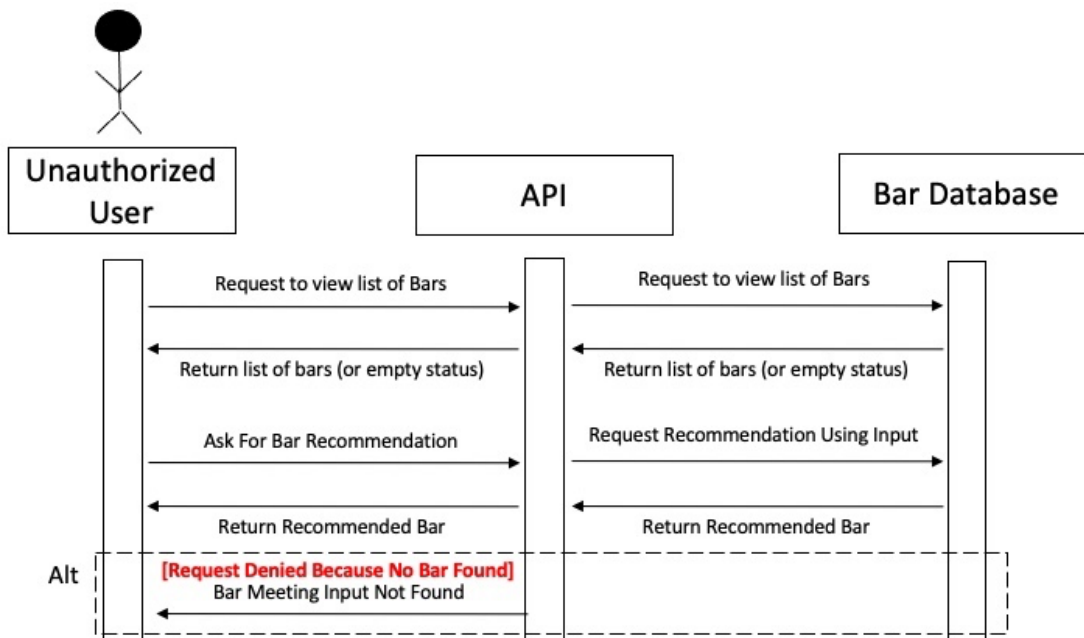 Unauthorized
User
API
Bar Database
Request to view list of Bars
Request to view list of Bars
Return list of bars (or empty status)
Return list of bars (or empty status)
Ask For Bar Recommendation
Request Recommendation Using Input
Return Recommended Bar
Return Recommended Bar
Alt
[Request Denied Because No Bar Found]
Bar Meeting Input Not Found